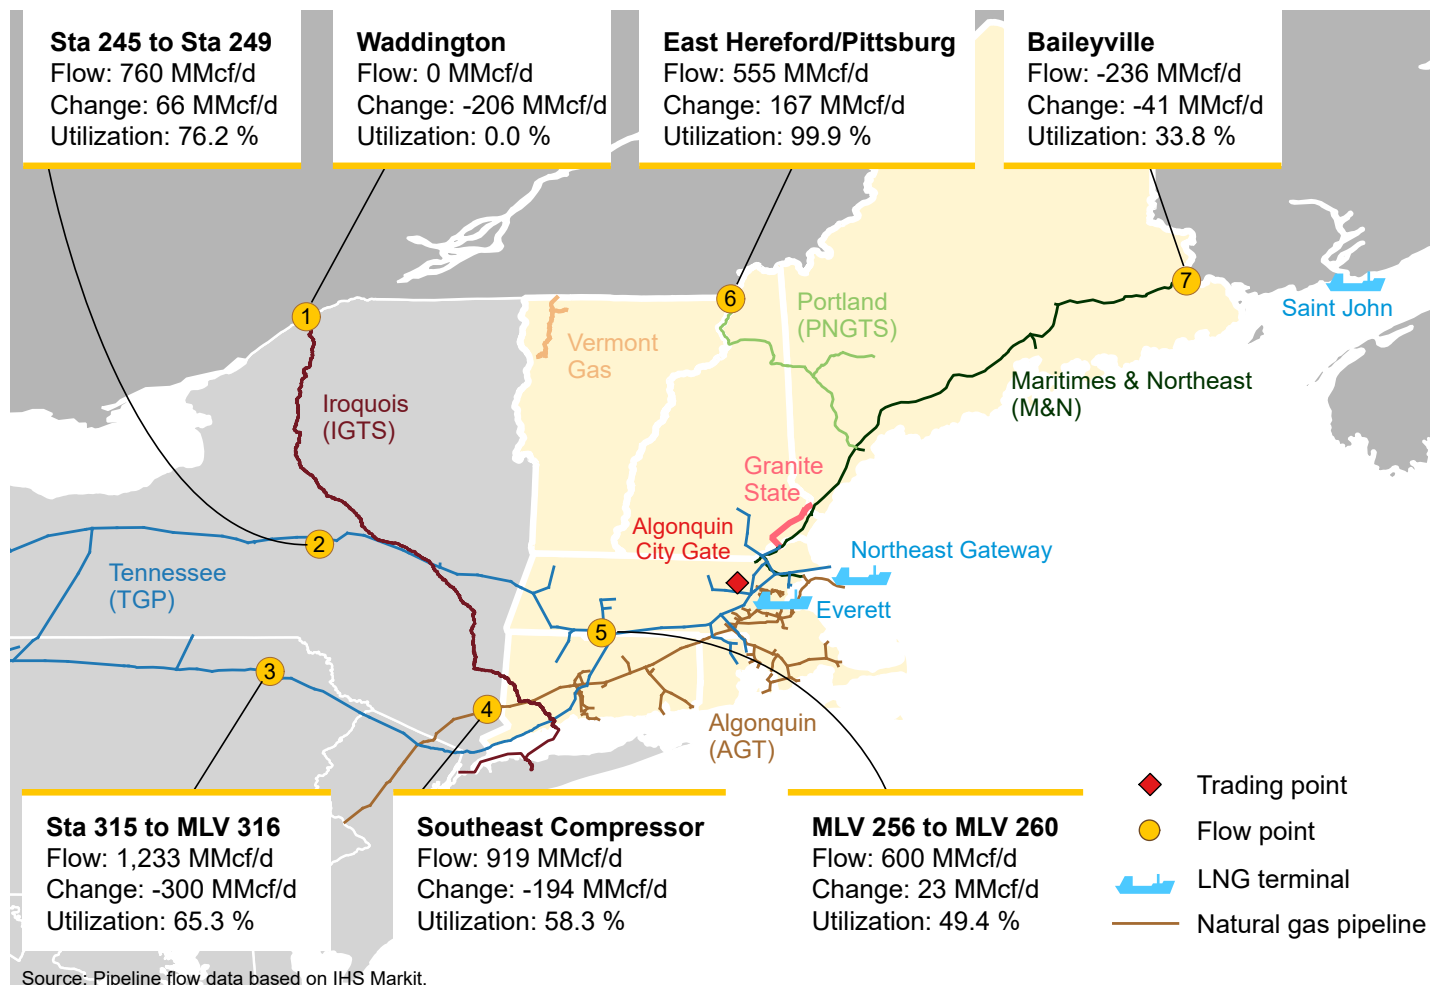 Sta 245 to Sta 249
Flow: 760 MMcf/d
Change: 66 MMcf/d
Utilization: 76.2 %
Waddington
Flow: 0 MMcf/d
Change: -206 MMcf/d
Utilization: 0.0 %
East Hereford/Pittsburg
Flow: 555 MMcf/d
Change: 167 MMcf/d
Utilization: 99.9 %
Baileyville
Flow: -236 MMcf/d
Change: -41 MMcf/d
Utilization: 33.8 %
1
6
7
Portland
(PNGTS)
Saint John
Vermont
Gas
Maritimes & Northeast
(M&N)
Iroquois
(IGTS)
Granite
State
Algonquin
City Gate
2
Northeast Gateway
Tennessee
(TGP)
Everett
5
3
4
Algonquin
(AGT)
Sta 315 to MLV 316
Flow: 1,233 MMcf/d
Change: -300 MMcf/d
Utilization: 65.3 %
Southeast Compressor
Flow: 919 MMcf/d
Change: -194 MMcf/d
Utilization: 58.3 %
MLV 256 to MLV 260
Flow: 600 MMcf/d
Change: 23 MMcf/d
Utilization: 49.4 %
Trading point
Flow point
LNG terminal
Natural gas pipeline
Source: Pipeline flow data based on IHS Markit.